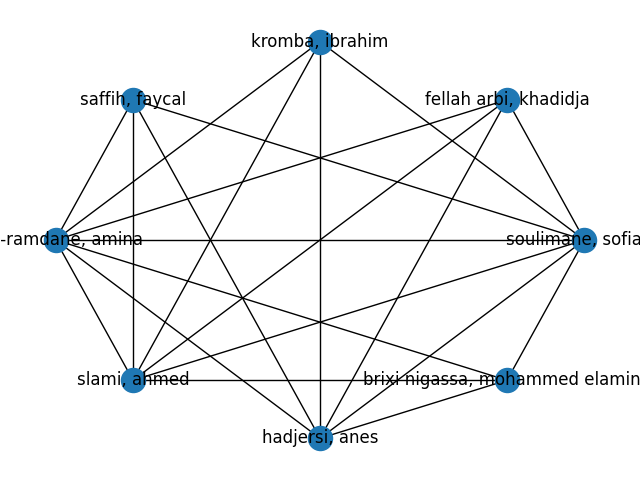 kromba, ibrahim
saffih, faycal
fellah arbi, khadidja
-ramdane, amina
soulimane, sofia
slami, ahmed
brixi nigassa, mohammed elamin
hadjersi, anes